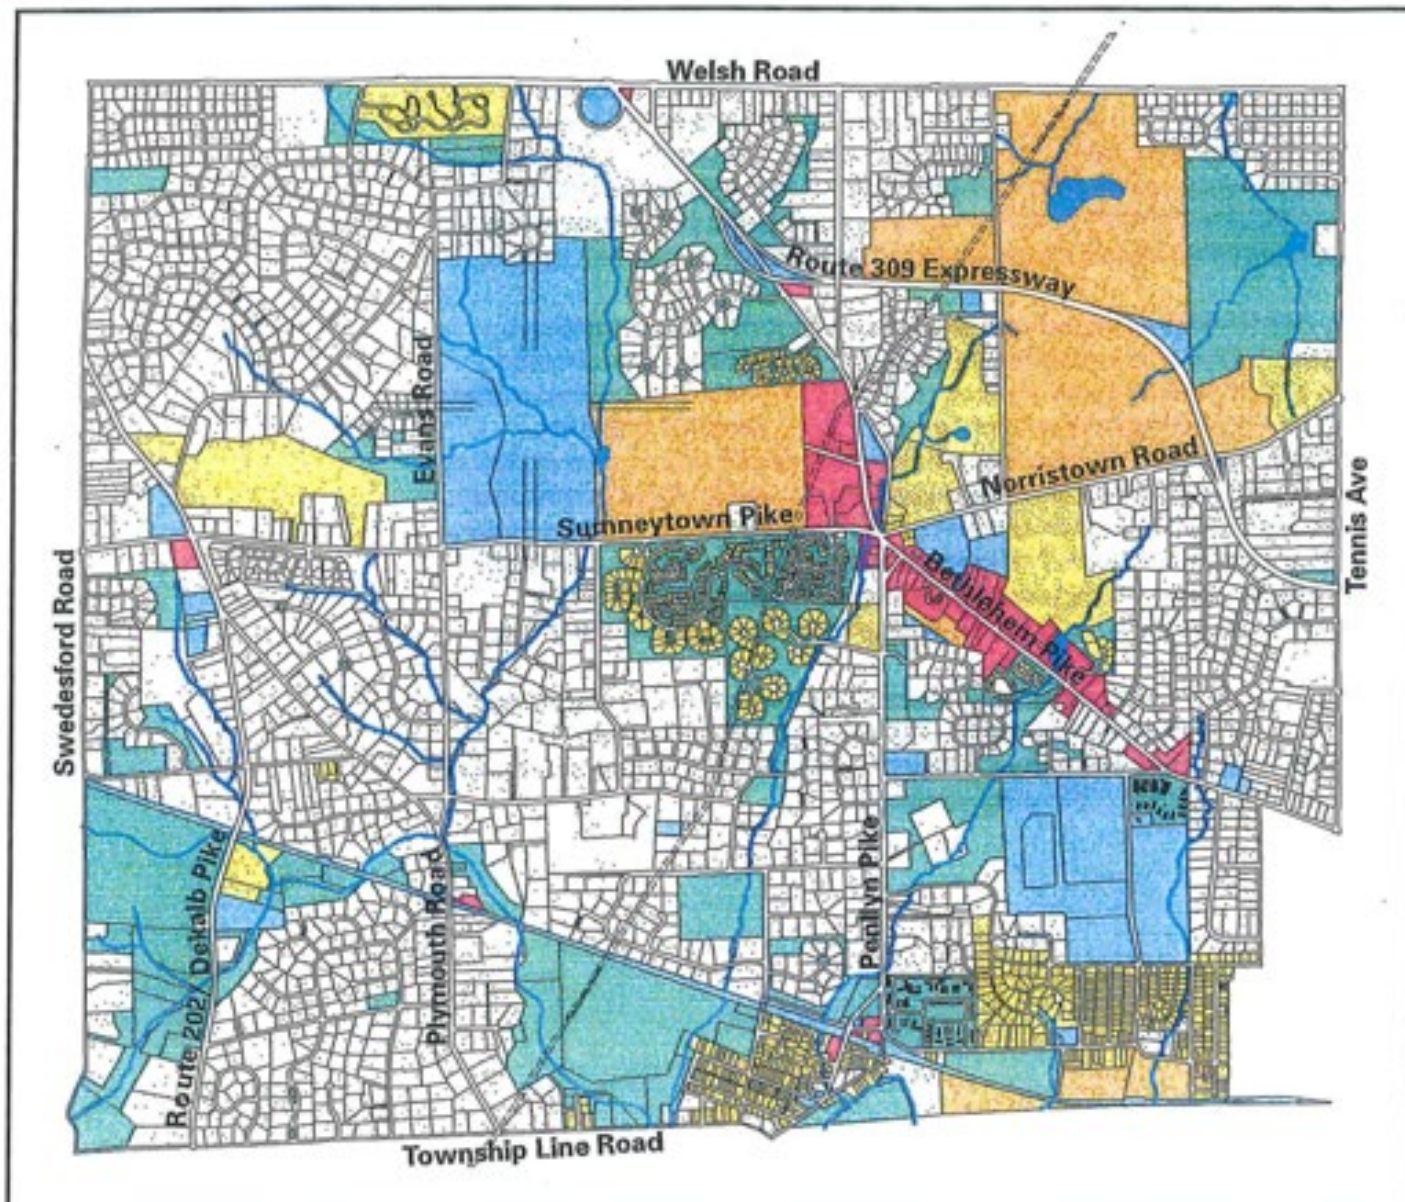 Welsh Road
Route 309 Expressway
Evans Road
Norristown Road
Sumneytown Pike
Bethlehem Pike
Tennis Ave
Swedesford Road
Route 202 / Dekalb Pike
Plymouth Road
Penllyn Pike
Township Line Road